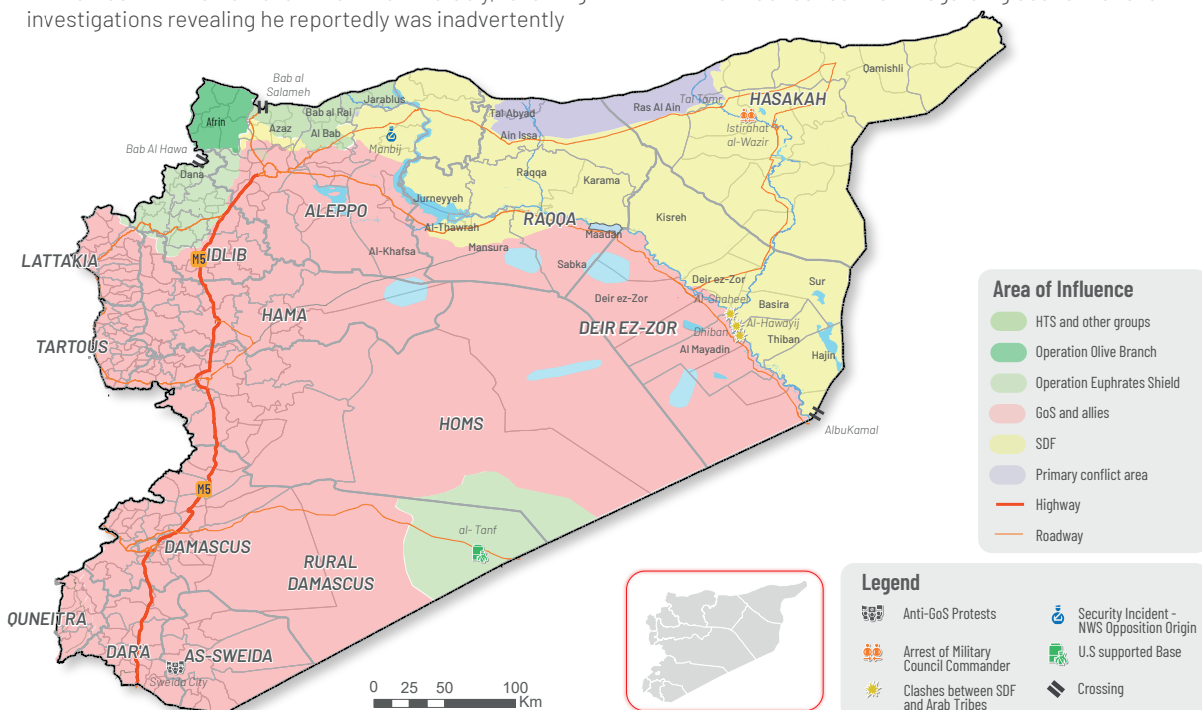 investigations revealing he reportedly was inadvertently
Bab al
Salameh
Qamishli
Jarablus
Tal Tamr
HASAKAH
Afrin
Bab al Rai
Tal Abyad
Ras Al Ain
Azaz
Al Bab
Ain Issa
Istirahat
al-Wazir
Bab Al Hawa
Manbij
Dana
Raqqa
Karama
Jurneyyeh
ALEPPO
RAQQA
Kisreh
Al-Thawrah
Maadan
LATTAKIA
M5
IDLIB
Al-Khafsa
Mansura
Sabka
Deir ez-Zor
Sur
Deir ez-Zor
Al-Shaheel
Basira
HAMA
DEIR EZ-ZOR
Dhiban
Al-Hawayij
Thiban
TARTOUS
Al Mayadin
Hajin
HOMS
AlbuKamal
M5
al- Tanf
DAMASCUS
RURAL
DAMASCUS
QUNEITRA
DAR'A
AS-SWEIDA
Sweida City
0 25 50 100
Km
Area of Influence
HTS and other groups
Operation Olive Branch
Operation Euphrates Shield
GoS and allies
SDF
Primary conflict area
Highway
Roadway
Legend
Anti-GoS Protests
Security Incident -
NWS Opposition Origin
Arrest of Military
Council Commander
U.S supported Base
Clashes between SDF
and Arab Tribes
Crossing